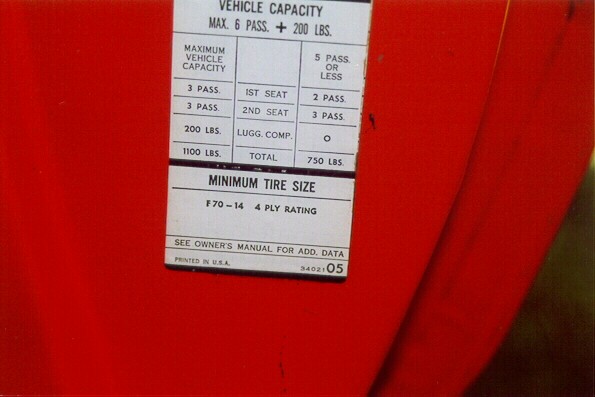 VEHICLE CAPACITY
MAX. 6 PASS. + 200 LBS.
MAXIMUM VEHICLE CAPACITY 5 PASS. OR LESS
3 PASS. 1ST SEAT 2 PASS.
3 PASS. 2ND SEAT 3 PASS.
200 LBS. LUGG. COMP. 0
1100 LBS. TOTAL 750 LBS.
MINIMUM TIRE SIZE
F70-14 4 PLY RATING
SEE OWNER'S MANUAL FOR ADD. DATA
PRINTED IN U.S.A. 3402105